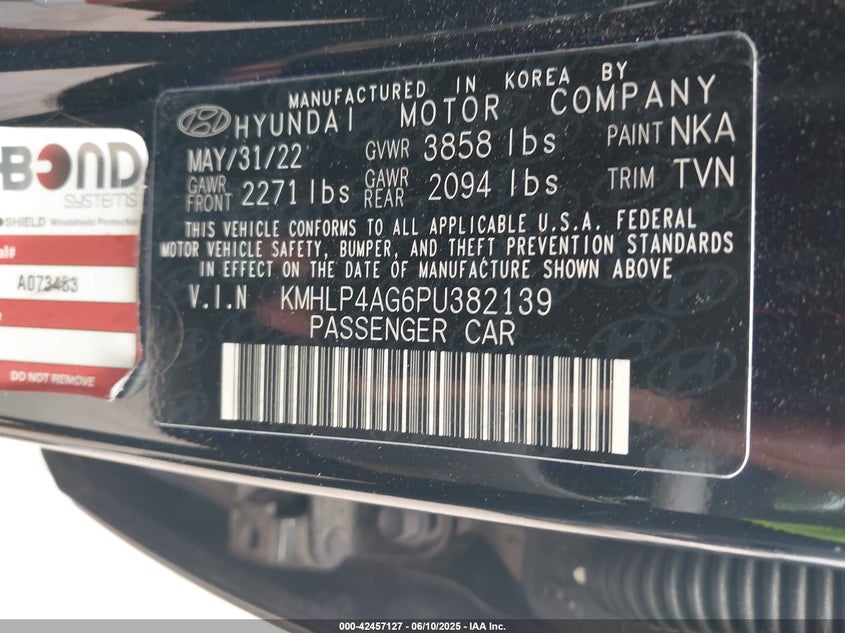 MANUFACTURED IN KOREA BY
HYUNDAI MOTOR COMPANY
MAY/31/22 GVWR 3858 lbs PAINT NKA
GAWR FRONT 2271 lbs GAWR REAR 2094 lbs TRIM TVN
THIS VEHICLE CONFORMS TO ALL APPLICABLE U.S.A. FEDERAL
MOTOR VEHICLE SAFETY, BUMPER, AND THEFT PREVENTION STANDARDS
IN EFFECT ON THE DATE OF MANUFACTURE SHOWN ABOVE
V.I.N KMHLP4AG6PU382139
PASSENGER CAR
BOND
SYSTEMS
SHIELD Windshield Protection
al#
A073483
DO NOT REMOVE
000-42457127 - 06/10/2025 - IAA Inc.